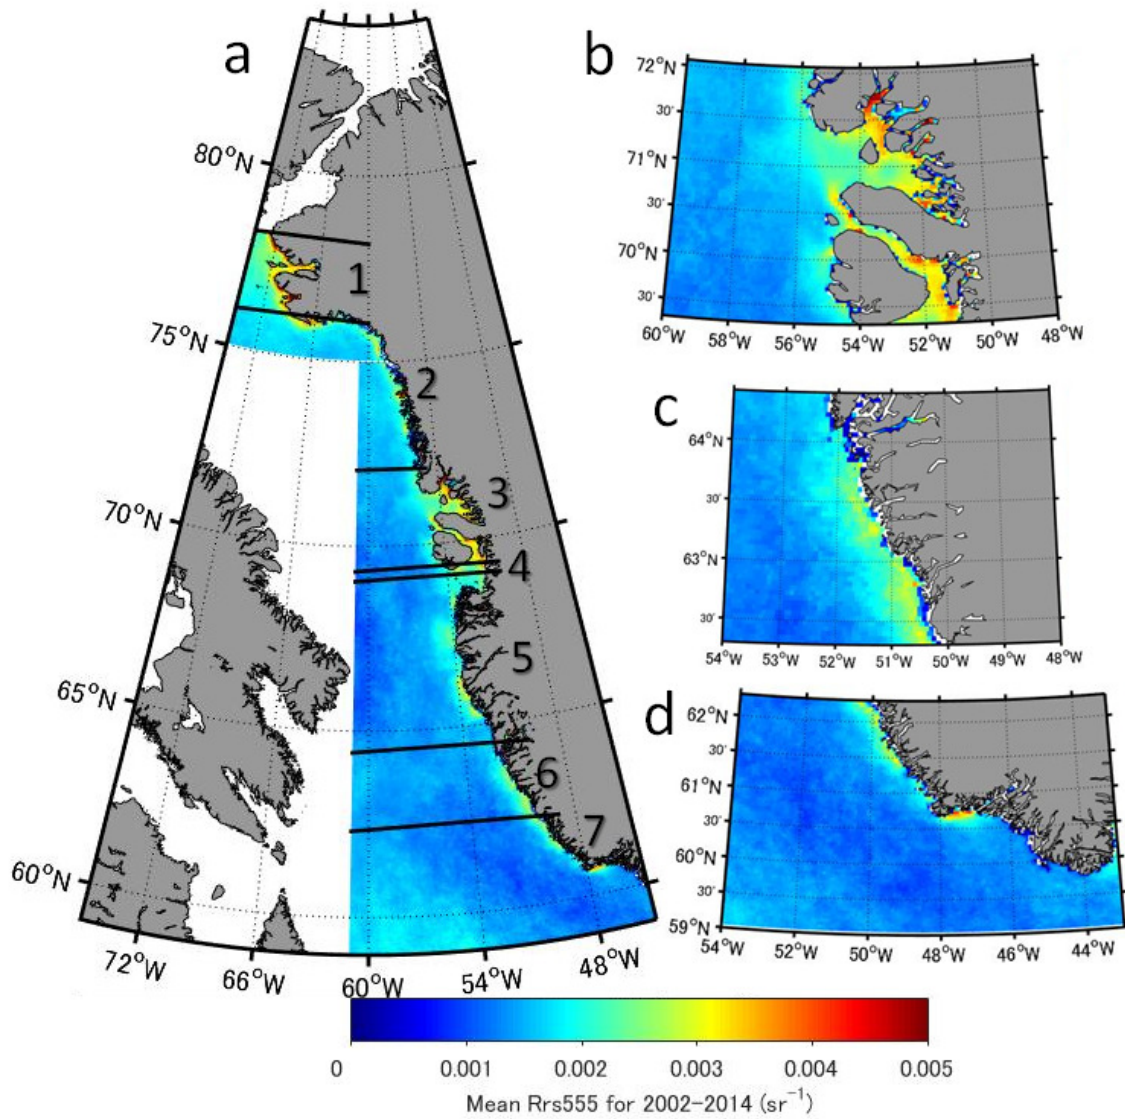 a
80°N
75°N
70°N
65°N
60°N
72°W
66°W
60°W
54°W
48°W
1
2
3
4
5
6
7
b
72°N
30'
71°N
30'
70°N
30'
60°W
58°W
56°W
54°W
52°W
50°W
48°W
c
64°N
30'
63°N
30'
54°W
53°W
52°W
51°W
50°W
49°W
48°W
d
62°N
30'
61°N
30'
60°N
30'
59°N
54°W
52°W
50°W
48°W
46°W
44°W
0 0.001 0.002 0.003 0.004 0.005
Mean Rrs555 for 2002-2014 (sr⁻¹)